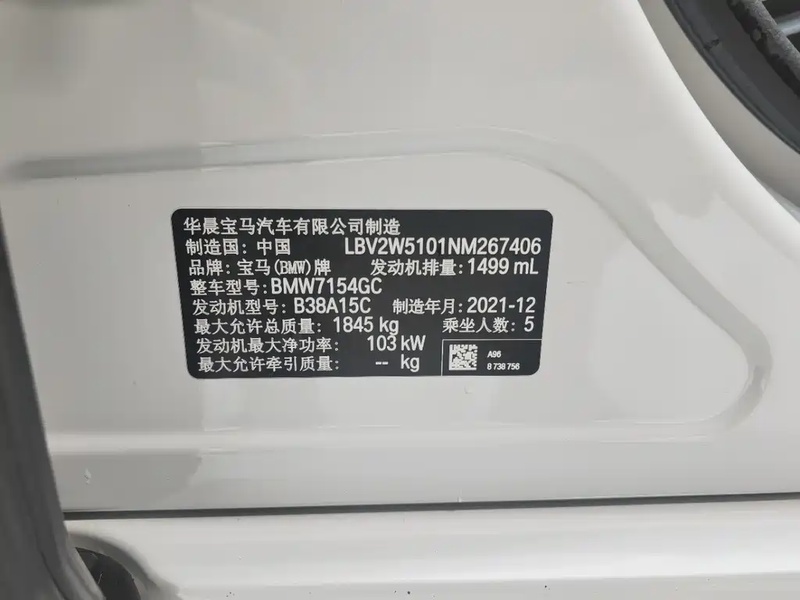 华晨宝马汽车有限公司制造
制造国：中国 LBV2W5101NM267406
品牌：宝马(BMW)牌 发动机排量：1499 mL
整车型号：BMW7154GC
发动机型号：B38A15C 制造年月：2021-12
最大允许总质量：1845 kg 乘坐人数：5
发动机最大净功率：103 kW
最大允许牵引质量：-- kg
A96
8 738 756